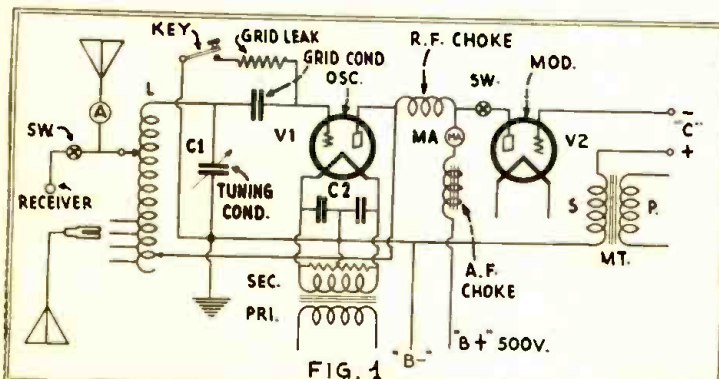 KEY
GRID LEAK
GRID COND
OSC.
R.F. CHOKE
SW.
MOD.
A
L
SW.
V1
MA
MA
V2
-
"C"
+
C1
C2
TUNING
COND.
RECEIVER
S
P.
MT.
SEC.
PRI.
A.F.
CHOKE
"B-"
"B+" 500V.
FIG. 1